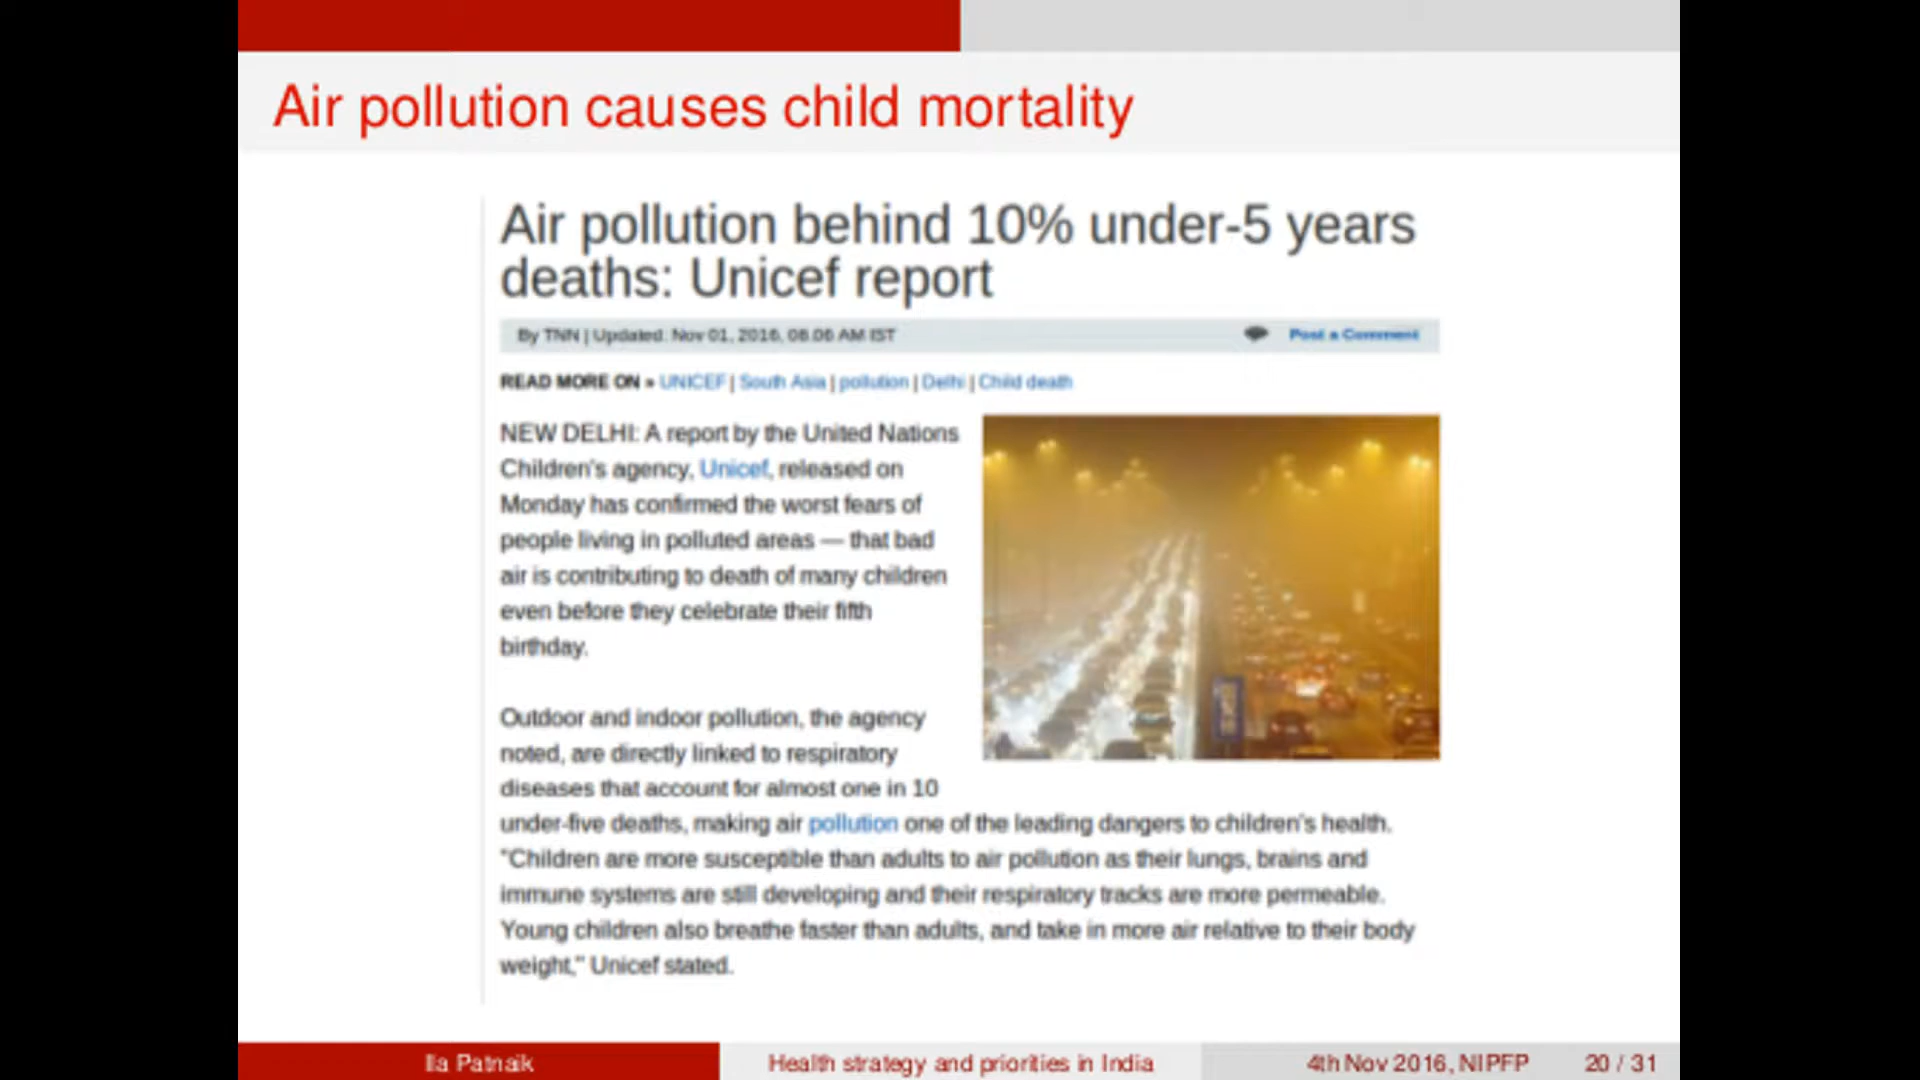 Air pollution causes child mortality
Air pollution behind 10% under-5 years
deaths: Unicef report
By TNN | Updated: Nov 01, 2016, 06.06 AM IST
Post a Comment
READ MORE ON » UNICEF | South Asia | pollution | Delhi | Child death
NEW DELHI: A report by the United Nations
Children's agency, Unicef, released on
Monday has confirmed the worst fears of
people living in polluted areas — that bad
air is contributing to death of many children
even before they celebrate their fifth
birthday.
Outdoor and indoor pollution, the agency
noted, are directly linked to respiratory
diseases that account for almost one in 10
under-five deaths, making air pollution one of the leading dangers to children's health.
"Children are more susceptible than adults to air pollution as their lungs, brains and
immune systems are still developing and their respiratory tracks are more permeable.
Young children also breathe faster than adults, and take in more air relative to their body
weight," Unicef stated.
Ila Patnaik
Health strategy and priorities in India
4th Nov 2016, NIPFP
20 / 31